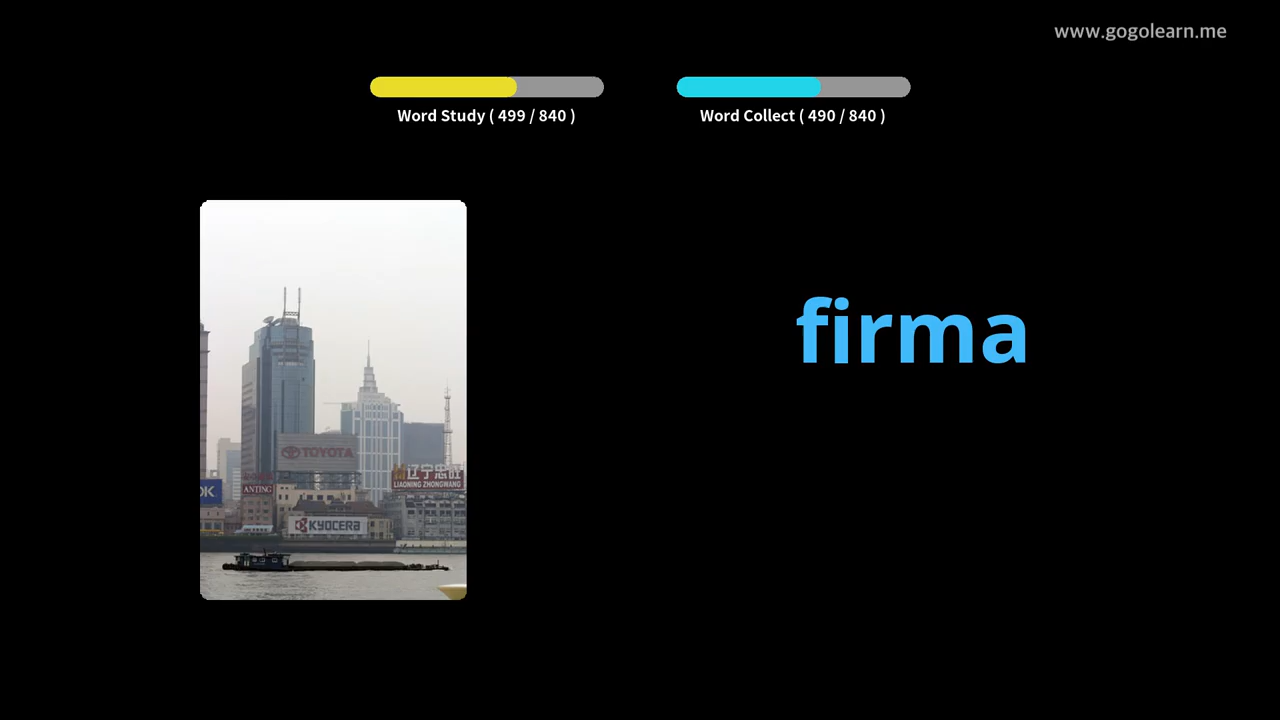 www.gogolearn.me
Word Study ( 499 / 840 )
Word Collect ( 490 / 840 )
firma
TOYOTA
辽宁忠旺
LIAONING ZHONGWANG
OK
ANTING
KYOCERA